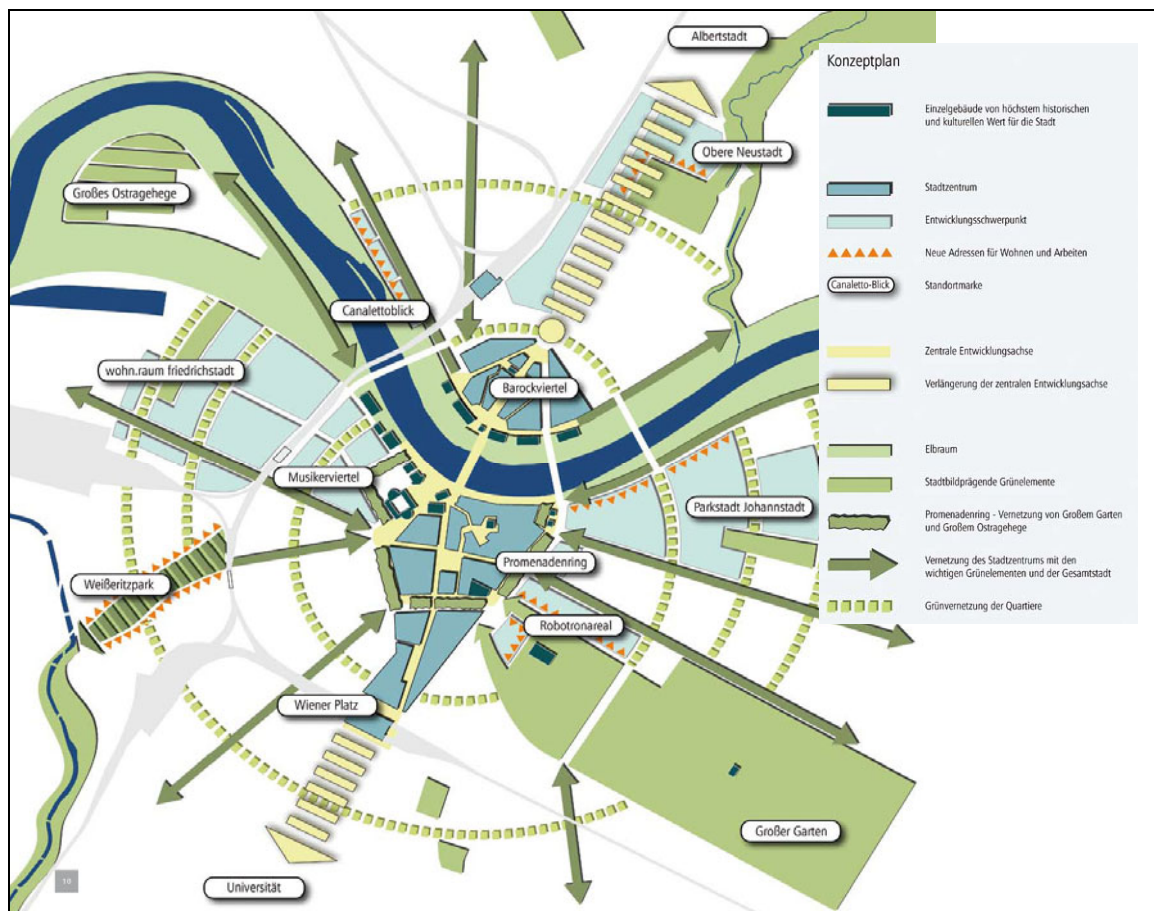 Albertstadt
Obere Neustadt
Großes Ostragehege
Canalettoblick
wohn.raum friedrichstadt
Barockviertel
Musikerviertel
Parkstadt Johannstadt
Promenadenring
Weißeritzpark
Robotronareal
Wiener Platz
Großer Garten
Universität
10
Konzeptplan
Einzelgebäude von höchstem historischen
und kulturellen Wert für die Stadt
Stadtzentrum
Entwicklungsschwerpunkt
Neue Adressen für Wohnen und Arbeiten
Canaletto-Blick
Standortmarke
Zentrale Entwicklungsachse
Verlängerung der zentralen Entwicklungsachse
Elbraum
Stadtbildprägende Grünelemente
Promenadenring - Vernetzung von Großem Garten
und Großem Ostragehege
Vernetzung des Stadtzentrums mit den
wichtigen Grünelementen und der Gesamtstadt
Grünvernetzung der Quartiere